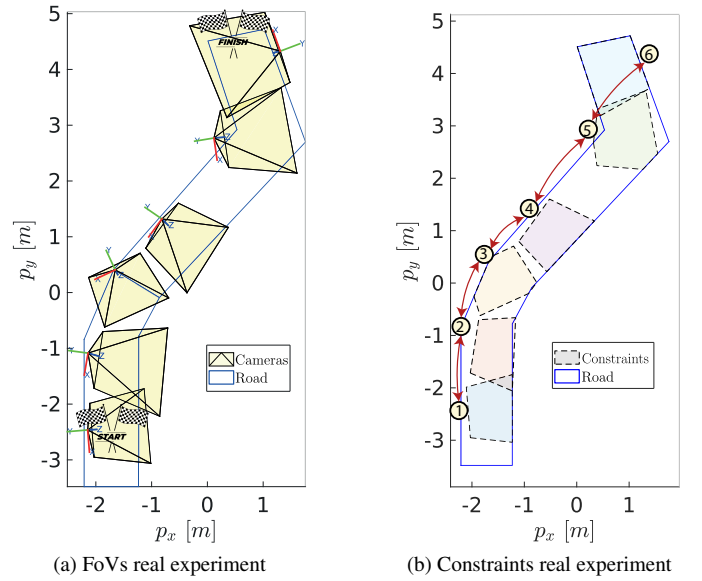 5
4
3
2
1
0
-1
-2
-3
-2
-1
0
1
p_y [m]
p_x [m]
FINISH
START
Cameras
Road
(a) FoVs real experiment
5
4
3
2
1
0
-1
-2
-3
-2
-1
0
1
p_y [m]
p_x [m]
6
5
4
3
2
1
Constraints
Road
(b) Constraints real experiment